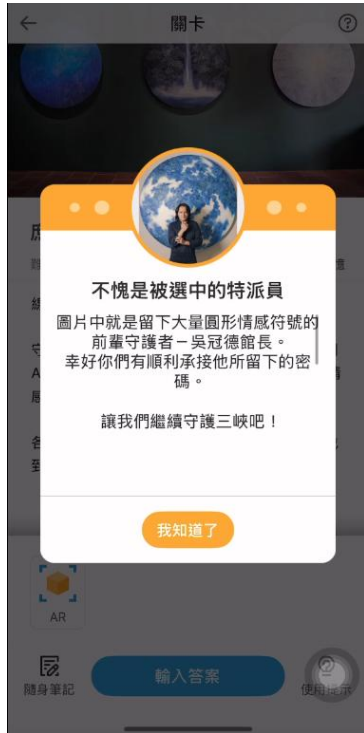 關卡
不愧是被選中的特派員
圖片中就是留下大量圓形情感符號的
前輩守護者－吳冠德館長。
幸好你們有順利承接他所留下的密
碼。
讓我們繼續守護三峽吧！
我知道了
AR
隨身筆記
輸入答案
使用提示